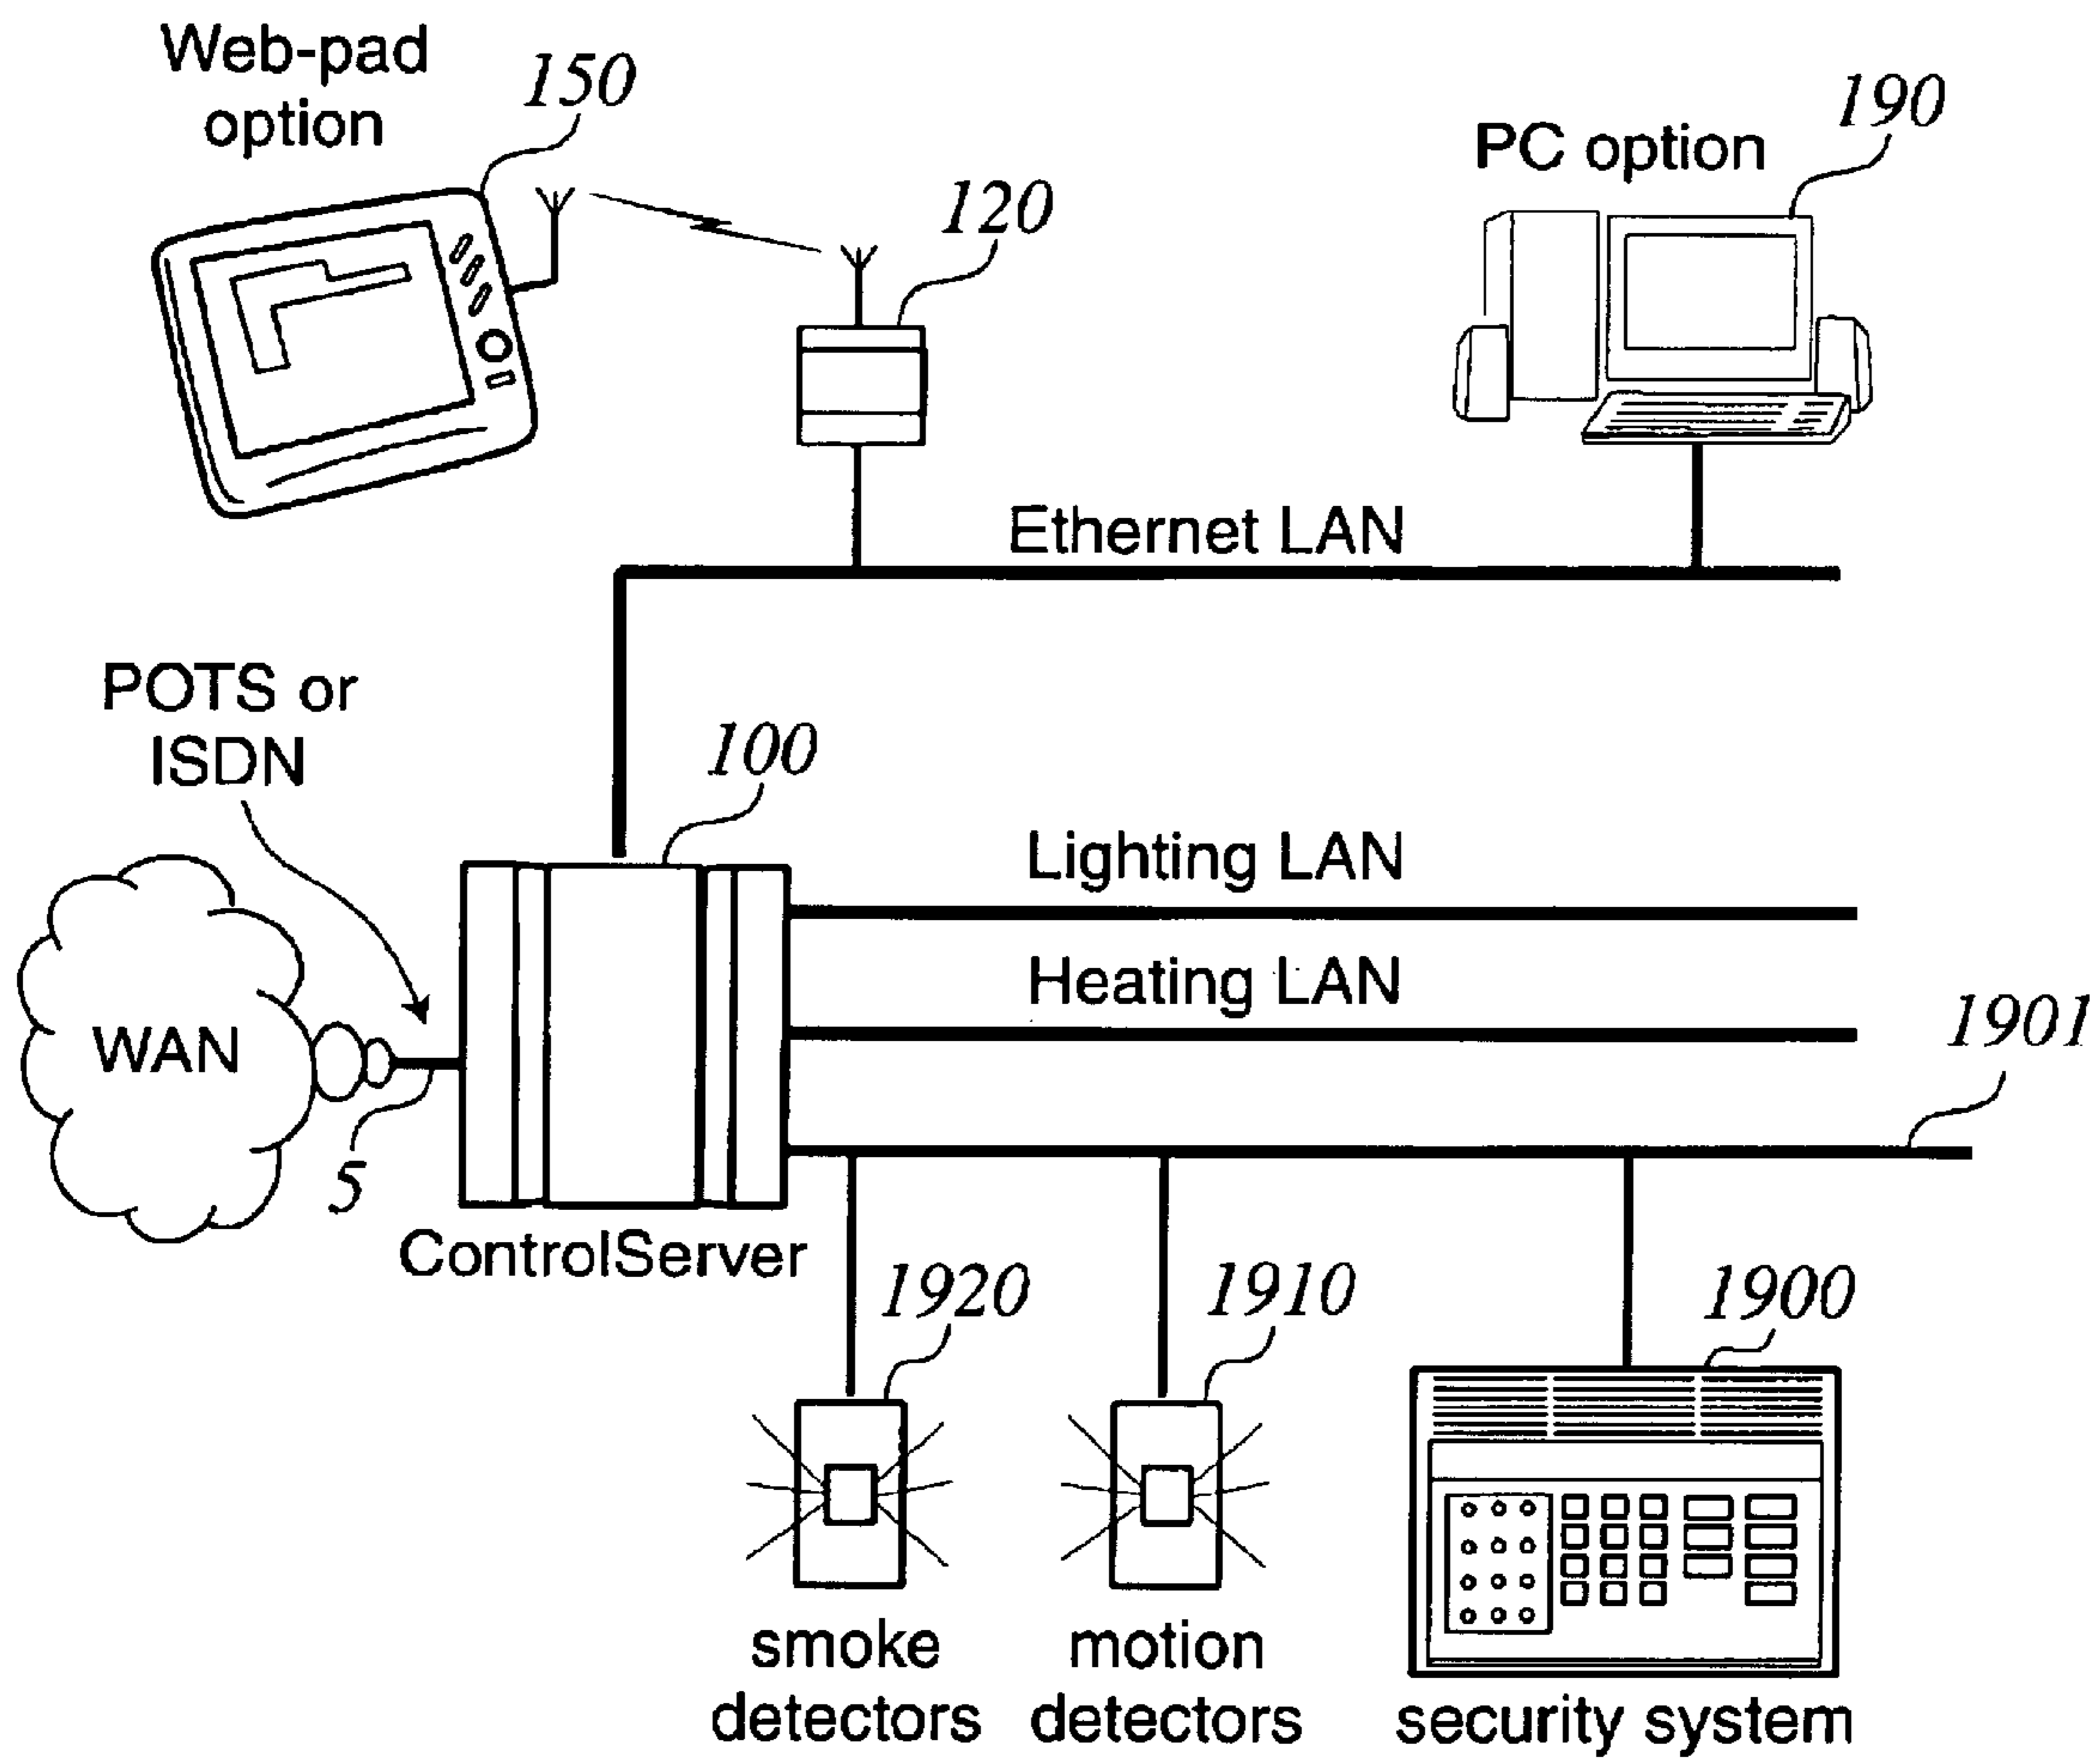 Web-pad
option
150
120
PC option
190
Ethernet LAN
POTS or
ISDN
100
Lighting LAN
Heating LAN
1901
WAN
5
ControlServer
1920
1910
1900
smoke
detectors
motion
detectors
security system